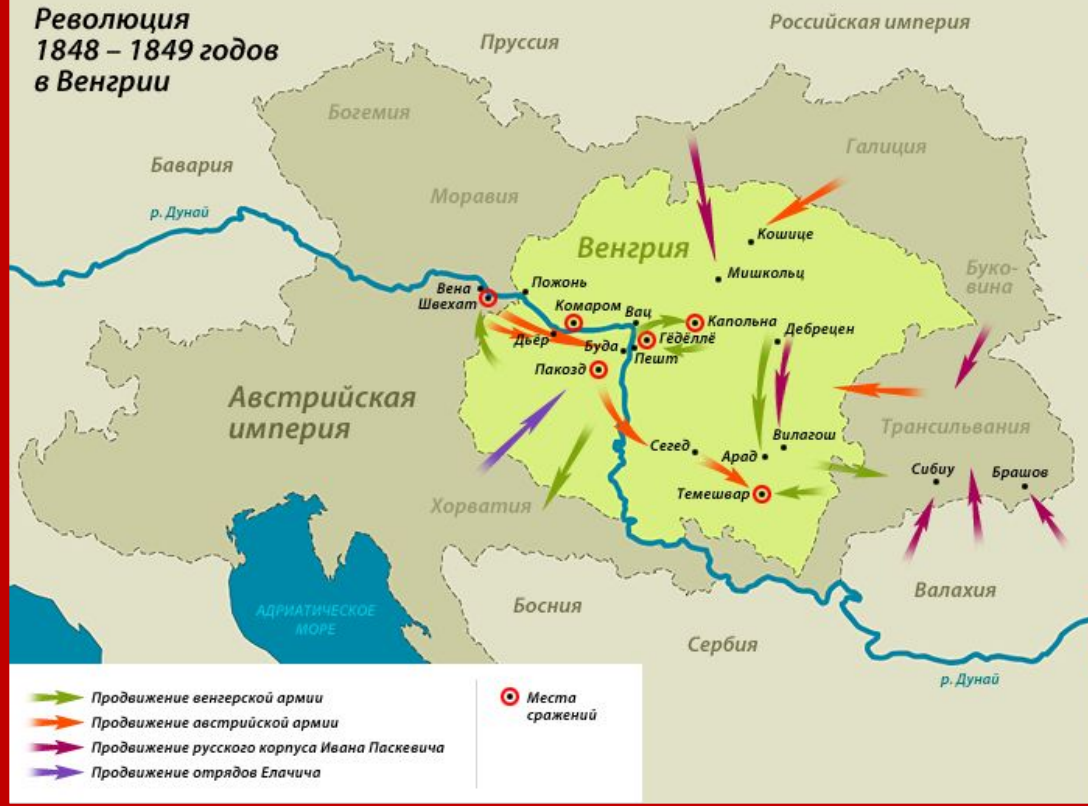 Революция
1848 – 1849 годов
в Венгрии
Российская империя
Пруссия
Богемия
Галиция
Бавария
Моравия
р. Дунай
Кошице
Венгрия
Мишкольц
Буко-
вина
Вена
Швехат
Пожонь
Комаром
Вац
Капольна
Дьёр
Буда
Гёдёллё
Пешт
Дебрецен
Пакозд
Австрийская
империя
Трансильвания
Сегед
Арад
Вилагош
Сибиу
Брашов
Темешвар
Хорватия
Валахия
АДРИАТИЧЕСКОЕ
МОРЕ
Босния
Сербия
р. Дунай
Продвижение венгерской армии
Продвижение австрийской армии
Продвижение русского корпуса Ивана Паскевича
Продвижение отрядов Елачича
Места
сражений